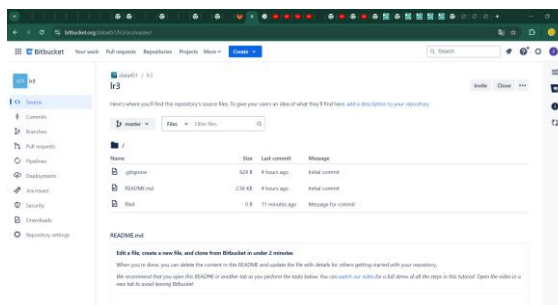 bitbucket.org/data451/lr3/src/master/
Bitbucket Your work Pull requests Repositories Projects More Create
Search
lr3
data451 / lr3
lr3
Invite Clone
Here's where you'll find this repository's source files. To give your users an idea of what they'll find here, add a description to your repository.
Source
Commits
Branches
Pull requests
Pipelines
Deployments
Jira issues
Security
Downloads
Repository settings
master Files Filter files
/
Name Size Last commit Message
.gitignore 624 B 4 hours ago Initial commit
README.md 2.56 KB 4 hours ago Initial commit
file4 0 B 11 minutes ago Message for commit
README.md
Edit a file, create a new file, and clone from Bitbucket in under 2 minutes
When you're done, you can delete the content in this README and update the file with details for others getting started with your repository.
We recommend that you open this README in another tab as you perform the tasks below. You can watch our video for a full demo of all the steps in this tutorial. Open the video in a
new tab to avoid leaving Bitbucket.